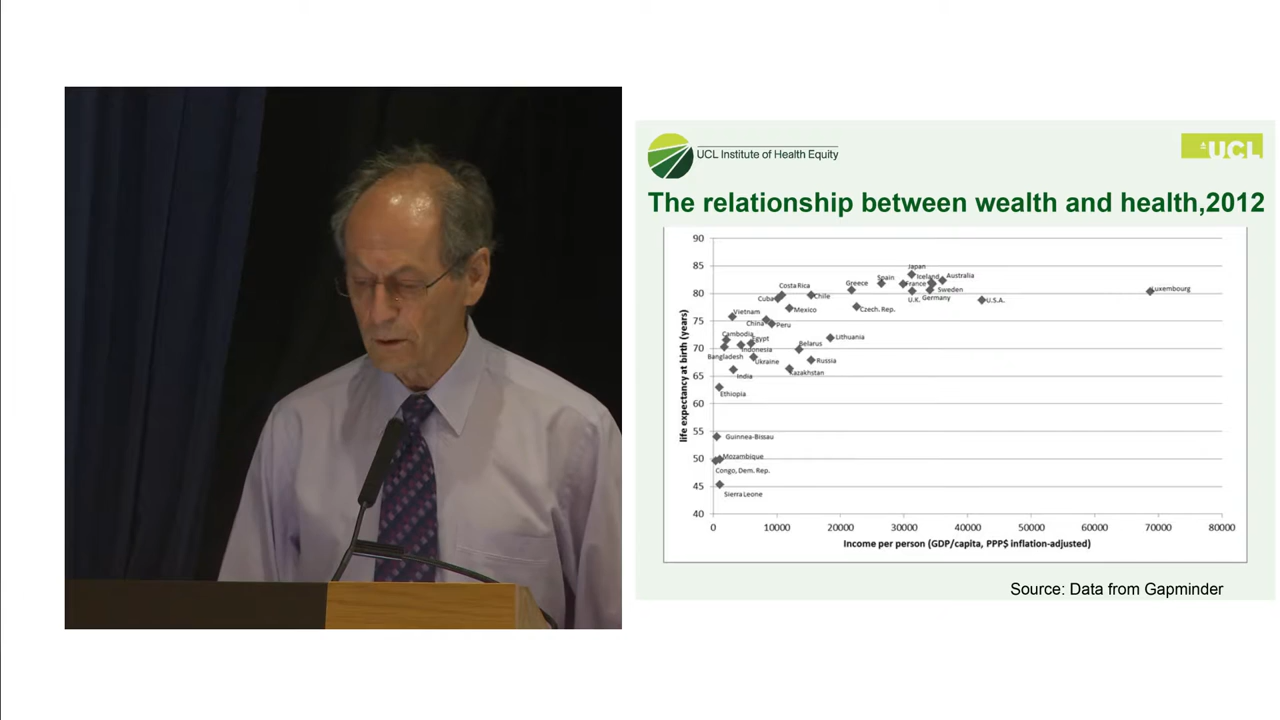 UCL Institute of Health Equity
UCL
The relationship between wealth and health,2012
life expectancy at birth (years)
90
85
80
75
70
65
60
55
50
45
40
Japan
Iceland
Australia
Spain
France
Greece
Sweden
U.K.
Germany
U.S.A.
Luxembourg
Costa Rica
Cuba
Chile
Mexico
Czech. Rep.
Vietnam
China
Peru
Cambodia
Egypt
Indonesia
Bangladesh
Ukraine
Belarus
Lithuania
Russia
Kazakhstan
India
Ethiopia
Guinnea-Bissau
Mozambique
Congo, Dem. Rep.
Sierra Leone
0 10000 20000 30000 40000 50000 60000 70000 80000
Income per person (GDP/capita, PPP$ inflation-adjusted)
Source: Data from Gapminder